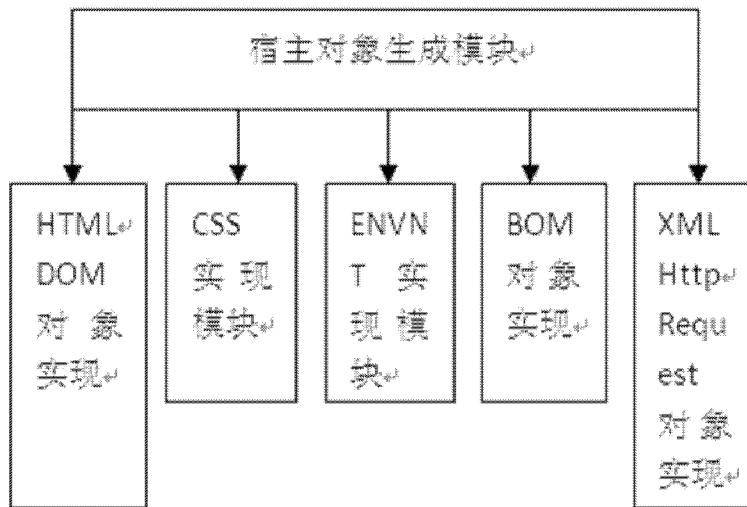 宿主对象生成模块
HTML
DOM
对象
实现
CSS
实现
模块
ENVN
T 实
现模
块
BOM
对象
实现
XML
Http
Requ
est
对象
实现